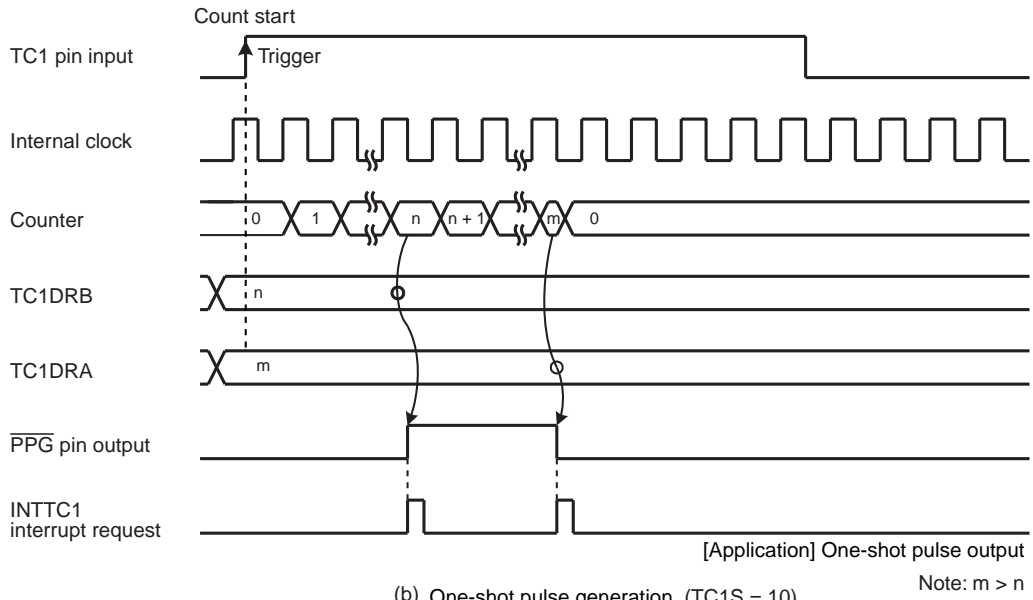 Count start
TC1 pin input
Trigger
Internal clock
Counter
0 1 n n + 1 m 0
TC1DRB
n
TC1DRA
m
PPG pin output
INTTC1
interrupt request
[Application] One-shot pulse output
Note: m > n
(b) One-shot pulse generation (TC1S = 10)